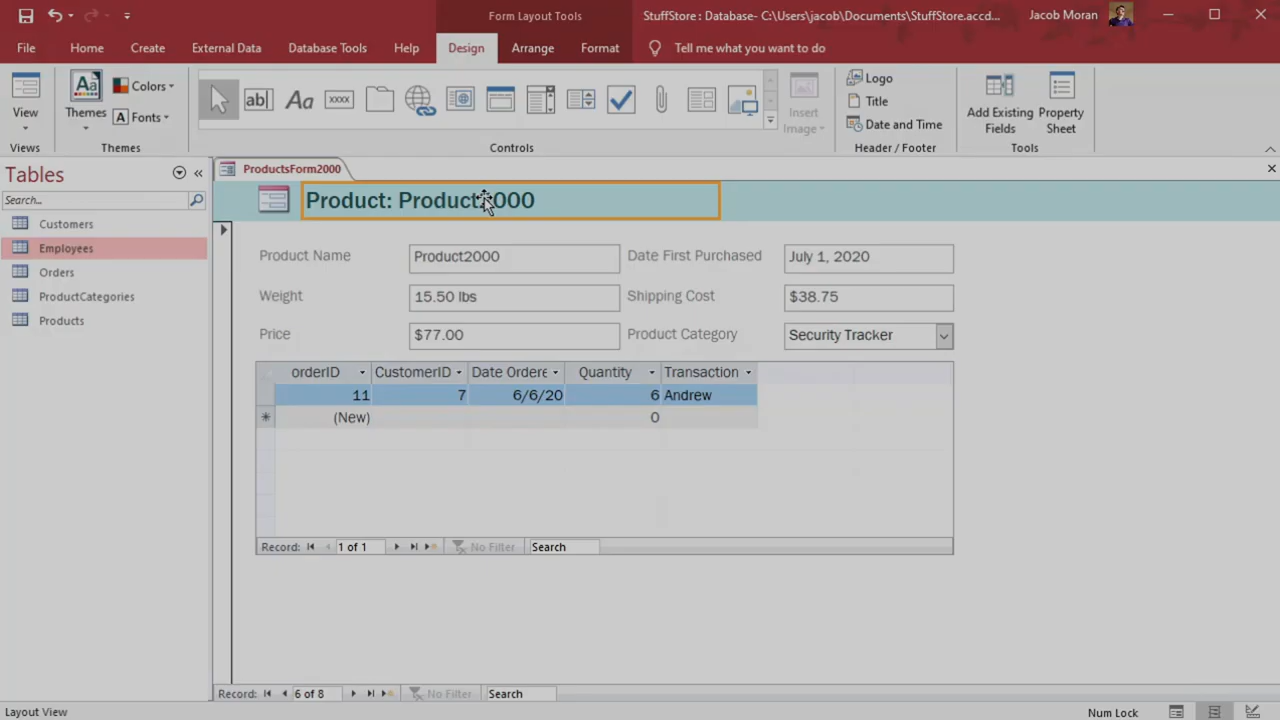 Form Layout Tools
StuffStore : Database- C:\Users\jacob\Documents\StuffStore.accd...
Jacob Moran
File Home Create External Data Database Tools Help Design Arrange Format Tell me what you want to do
View
Views
Themes
Colors
Fonts
Themes
ab|
Aa
xxxx
Controls
Insert
Image
Logo
Title
Date and Time
Header / Footer
Add Existing
Fields
Property
Sheet
Tools
Tables
Search...
Customers
Employees
Orders
ProductCategories
Products
ProductsForm2000
Product: Product2000
Product Name Product2000 Date First Purchased July 1, 2020
Weight 15.50 lbs Shipping Cost $38.75
Price $77.00 Product Category Security Tracker
orderID CustomerID Date Ordere Quantity Transaction
11 7 6/6/20 6 Andrew
(New) 0
Record: 1 of 1 No Filter Search
Record: 6 of 8 No Filter Search
Layout View Num Lock